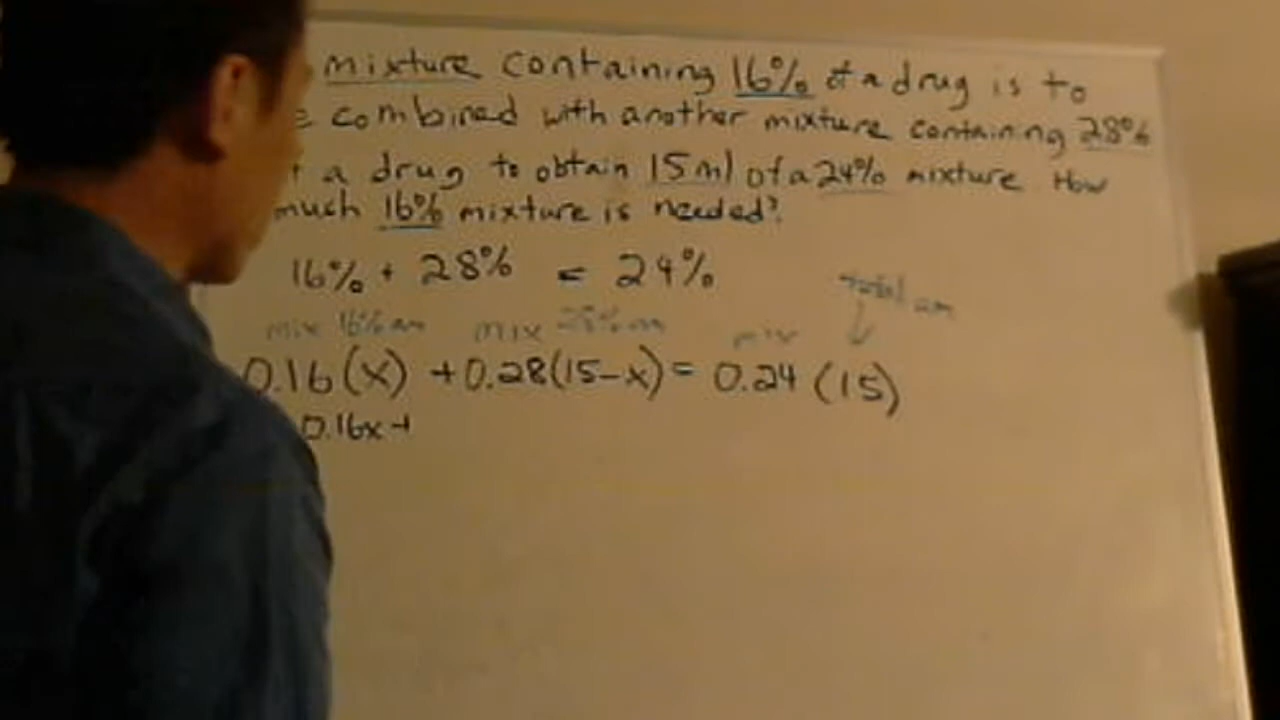 mixture containing 16% of a drug is to
combined with another mixture containing 28%
a drug to obtain 15 ml of a 24% mixture How
much 16% mixture is needed?
16% + 28% = 24%
total am
mix 16% am mix 28% am mix
0.16(x) + 0.28(15-x) = 0.24 (15)
0.16x +